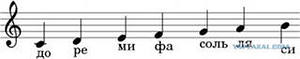 до ре ми фа соль ля си